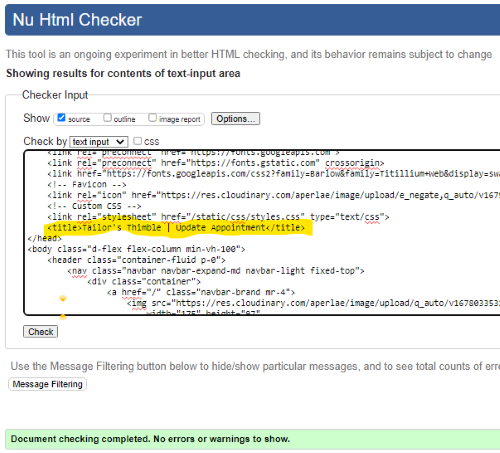 Nu Html Checker
This tool is an ongoing experiment in better HTML checking, and its behavior remains subject to change
Showing results for contents of text-input area
Checker Input
Show source outline image report Options...
Check by text input css
<link rel="preconnect" href="https://fonts.googleapis.com">
<link rel="preconnect" href="https://fonts.gstatic.com" crossorigin>
<link href="https://fonts.googleapis.com/css2?family=Barlow&family=Titillium+Web&display=swa
<!-- Favicon -->
<link rel="icon" href="https://res.cloudinary.com/aperlae/image/upload/e_negate,q_auto/v1679
<!-- Custom CSS -->
<link rel="stylesheet" href="/static/css/styles.css" type="text/css">
<title>Tailor's Thimble | Update Appointment</title>
</head>
<body class="d-flex flex-column min-vh-100">
<header class="container-fluid p-0">
<nav class="navbar navbar-expand-md navbar-light fixed-top">
<div class="container">
<a href="/" class="navbar-brand mr-4">
<img src="https://res.cloudinary.com/aperlae/image/upload/q_auto/v167803353
Check
Use the Message Filtering button below to hide/show particular messages, and to see total counts of erro
Message Filtering
Document checking completed. No errors or warnings to show.